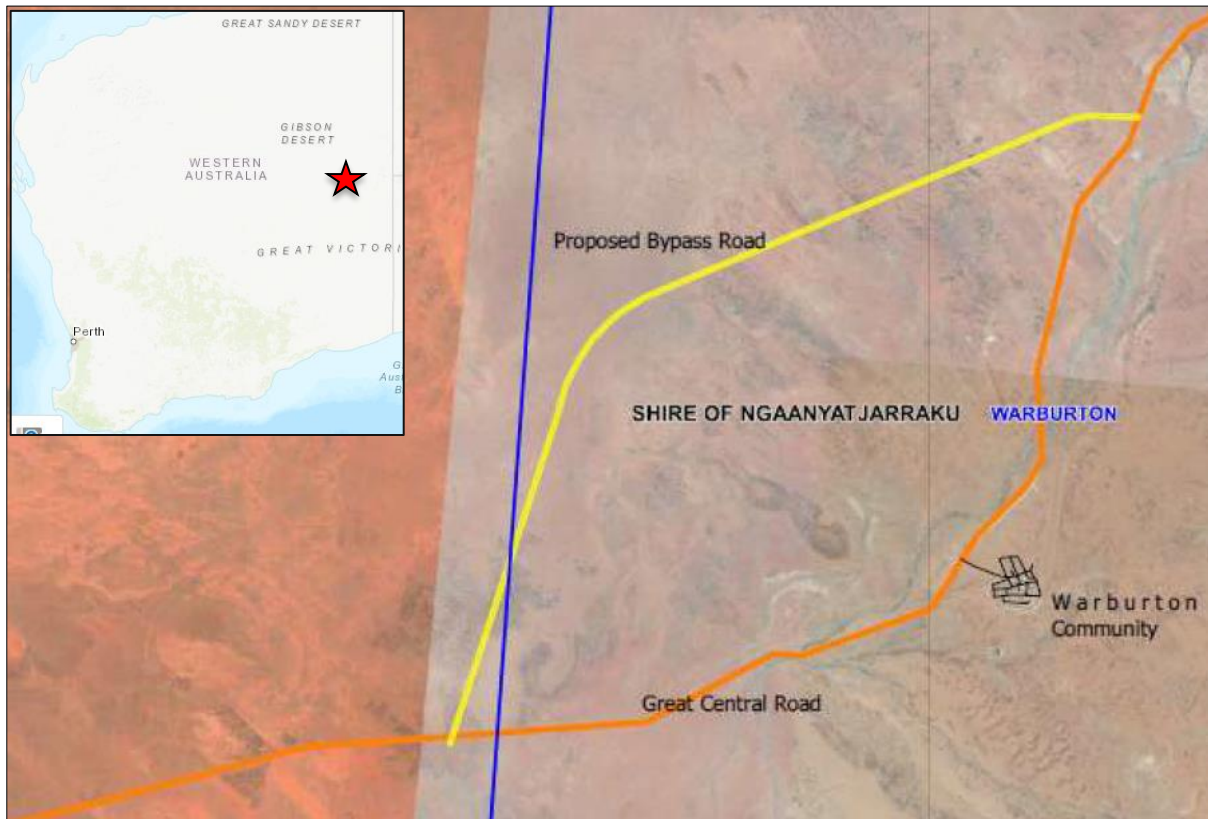 GREAT SANDY DESERT
GIBSON
DESERT
WESTERN
AUSTRALIA
GREAT VICTORI
Perth
G
Aus
B
Proposed Bypass Road
SHIRE OF NGAANYATJARRAKU
WARBURTON
Warburton
Community
Great Central Road